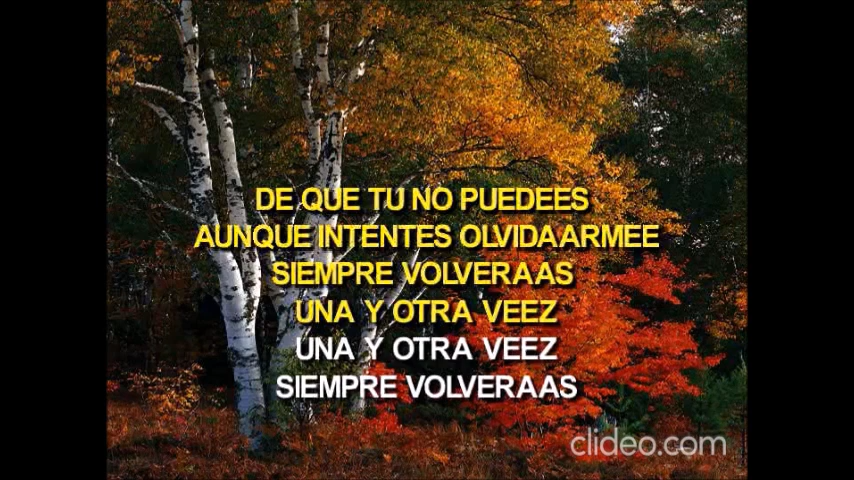 DE QUE TU NO PUEDEES
AUNQUE INTENTES OLVIDAARMEE
SIEMPRE VOLVERAAS
UNA Y OTRA VEEZ
UNA Y OTRA VEEZ
SIEMPRE VOLVERAAS
clideo.com